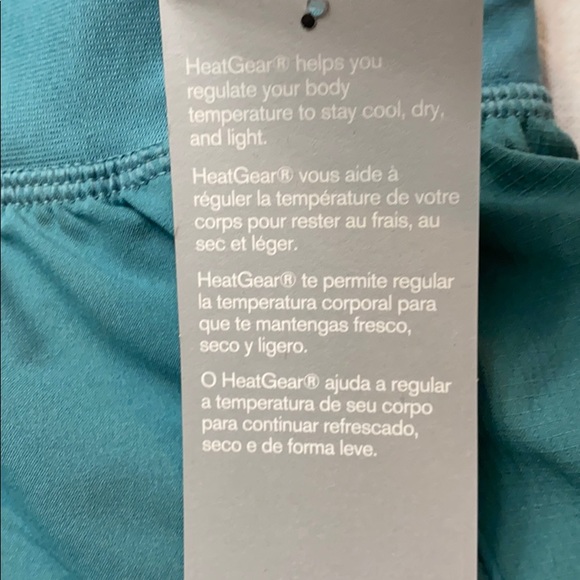 HeatGear® helps you
regulate your body
temperature to stay cool, dry,
and light.
HeatGear® vous aide à
réguler la température de votre
corps pour rester au frais, au
sec et léger.
HeatGear® te permite regular
la temperatura corporal para
que te mantengas fresco,
seco y ligero.
O HeatGear® ajuda a regular
a temperatura de seu corpo
para continuar refrescado,
seco e de forma leve.